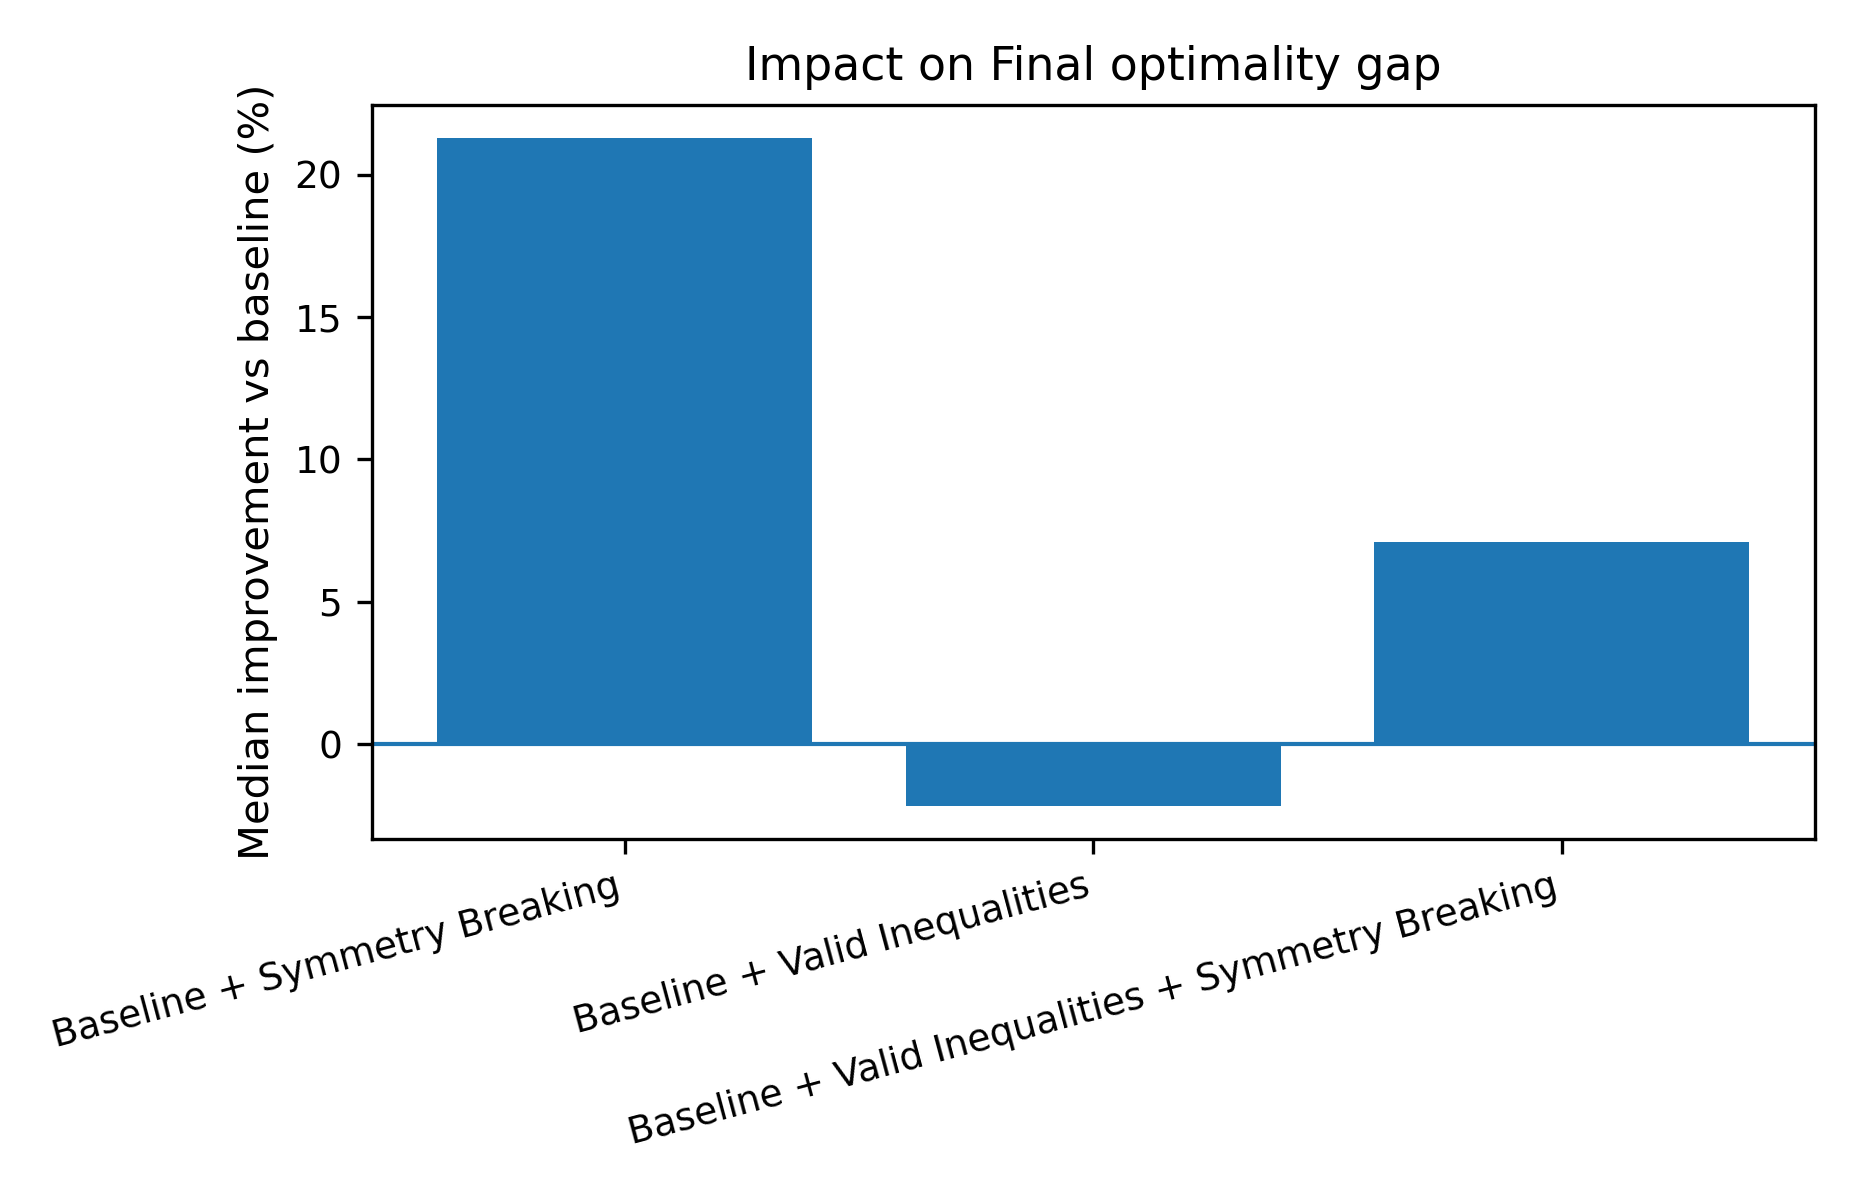 Impact on Final optimality gap
Median improvement vs baseline (%)
20
15
10
5
0
Baseline + Symmetry Breaking
Baseline + Valid Inequalities
Baseline + Valid Inequalities + Symmetry Breaking